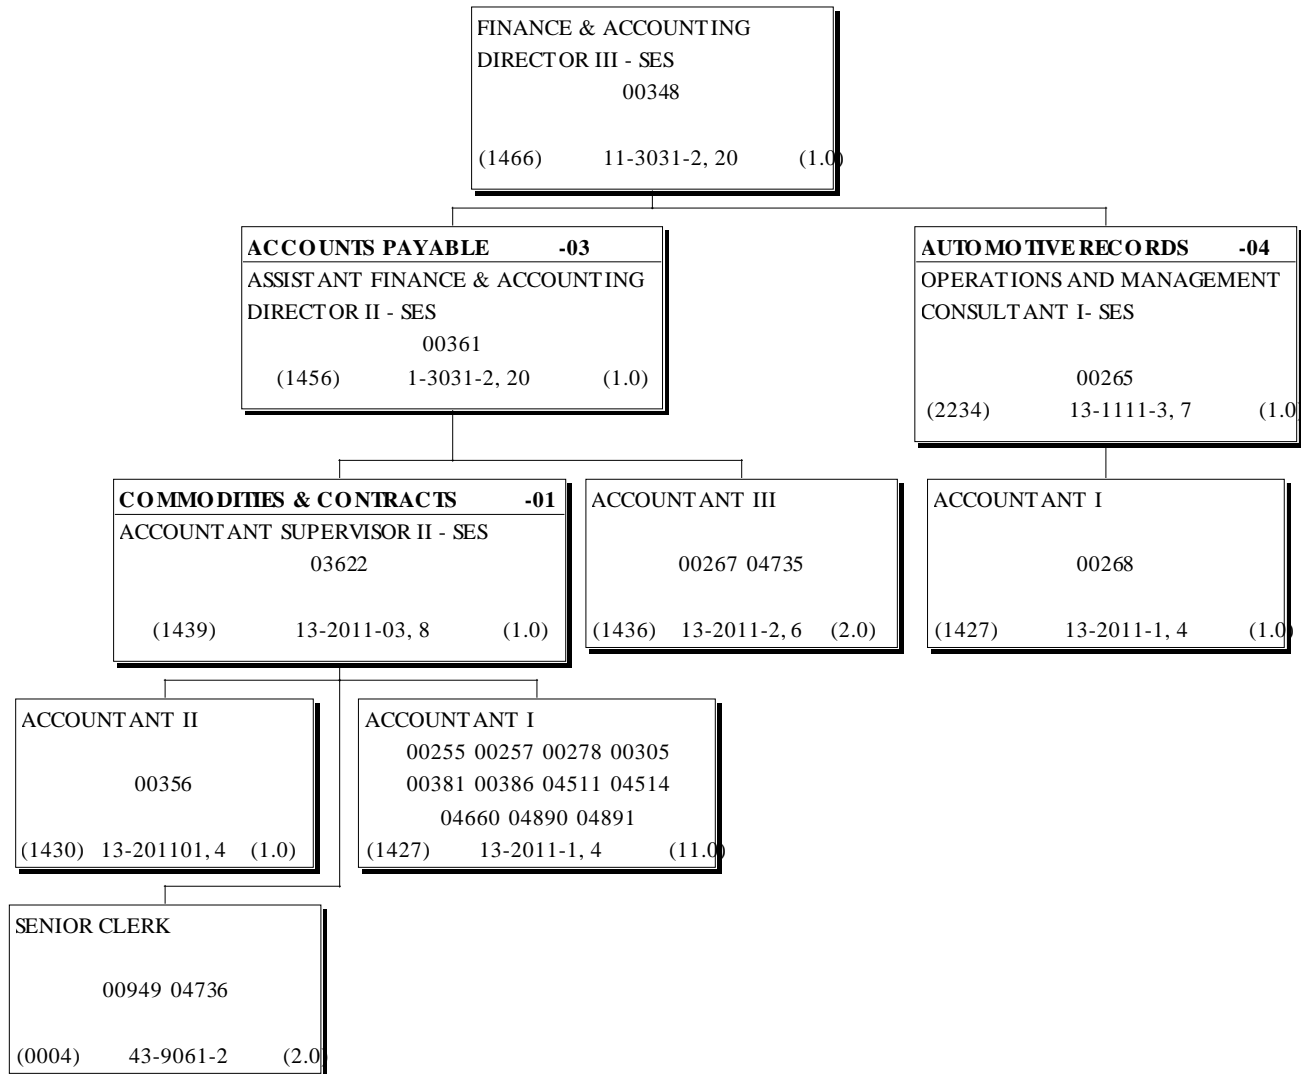 FINANCE & ACCOUNTING
DIRECTOR III - SES
00348
(1466) 11-3031-2, 20 (1.0)
ACCOUNTS PAYABLE -03
ASSISTANT FINANCE & ACCOUNTING
DIRECTOR II - SES
00361
(1456) 1-3031-2, 20 (1.0)
AUTOMOTIVE RECORDS -04
OPERATIONS AND MANAGEMENT
CONSULTANT I- SES
00265
(2234) 13-1111-3, 7 (1.0)
COMMODITIES & CONTRACTS -01
ACCOUNTANT SUPERVISOR II - SES
03622
(1439) 13-2011-03, 8 (1.0)
ACCOUNTANT III
00267 04735
(1436) 13-2011-2, 6 (2.0)
ACCOUNTANT I
00268
(1427) 13-2011-1, 4 (1.0)
ACCOUNTANT II
00356
(1430) 13-201101, 4 (1.0)
ACCOUNTANT I
00255 00257 00278 00305
00381 00386 04511 04514
04660 04890 04891
(1427) 13-2011-1, 4 (11.0)
SENIOR CLERK
00949 04736
(0004) 43-9061-2 (2.0)